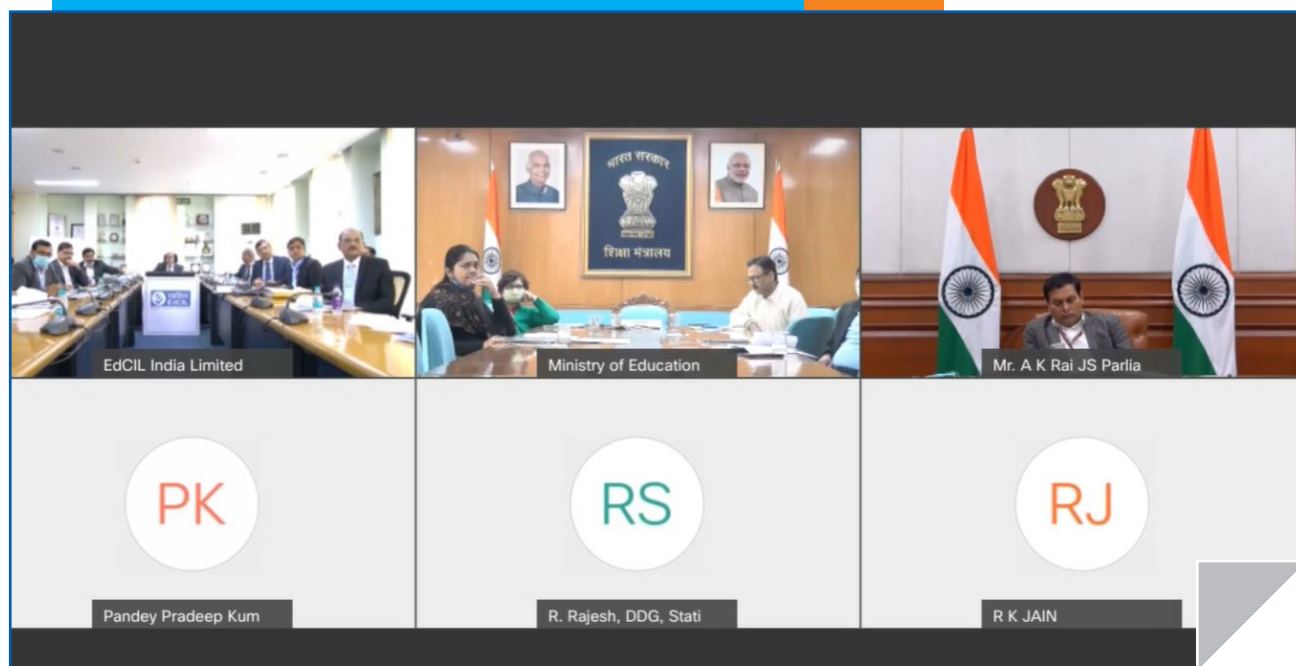 भारत सरकार
शिक्षा मंत्रालय
EdCIL
EdCIL India Limited
Ministry of Education
Mr. A K Rai JS Parlia
PK
RS
RJ
Pandey Pradeep Kum
R. Rajesh, DDG, Stati
R K JAIN